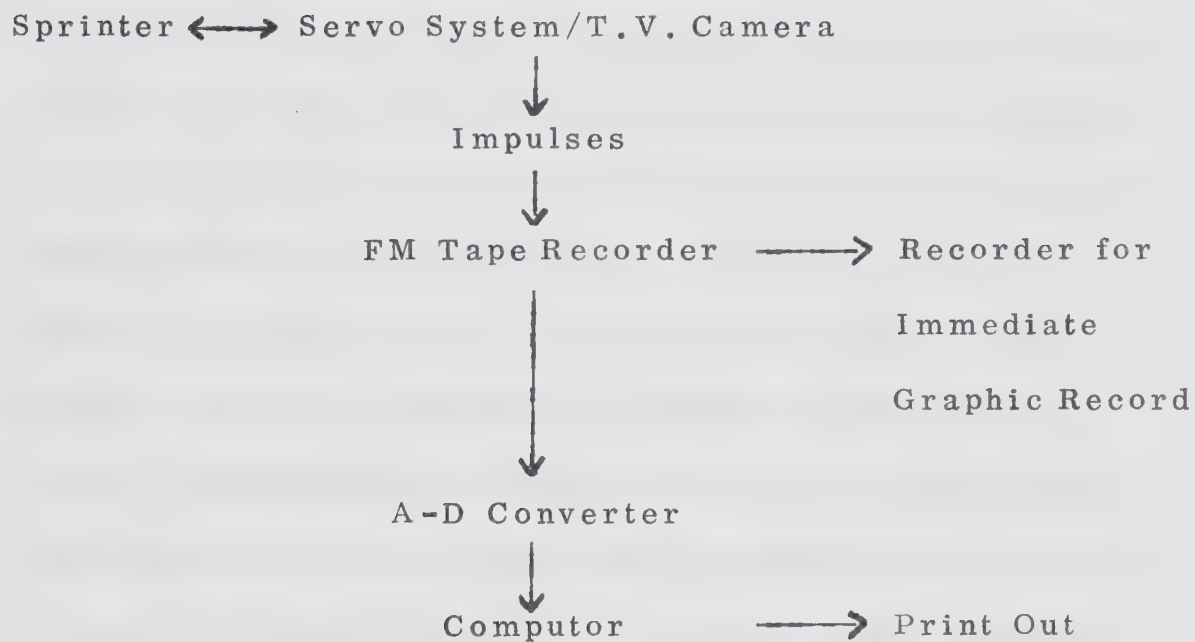 Sprinter ⟷ Servo System/T.V. Camera
Impulses
FM Tape Recorder ⟶ Recorder for
Immediate
Graphic Record
A-D Converter
Computor ⟶ Print Out